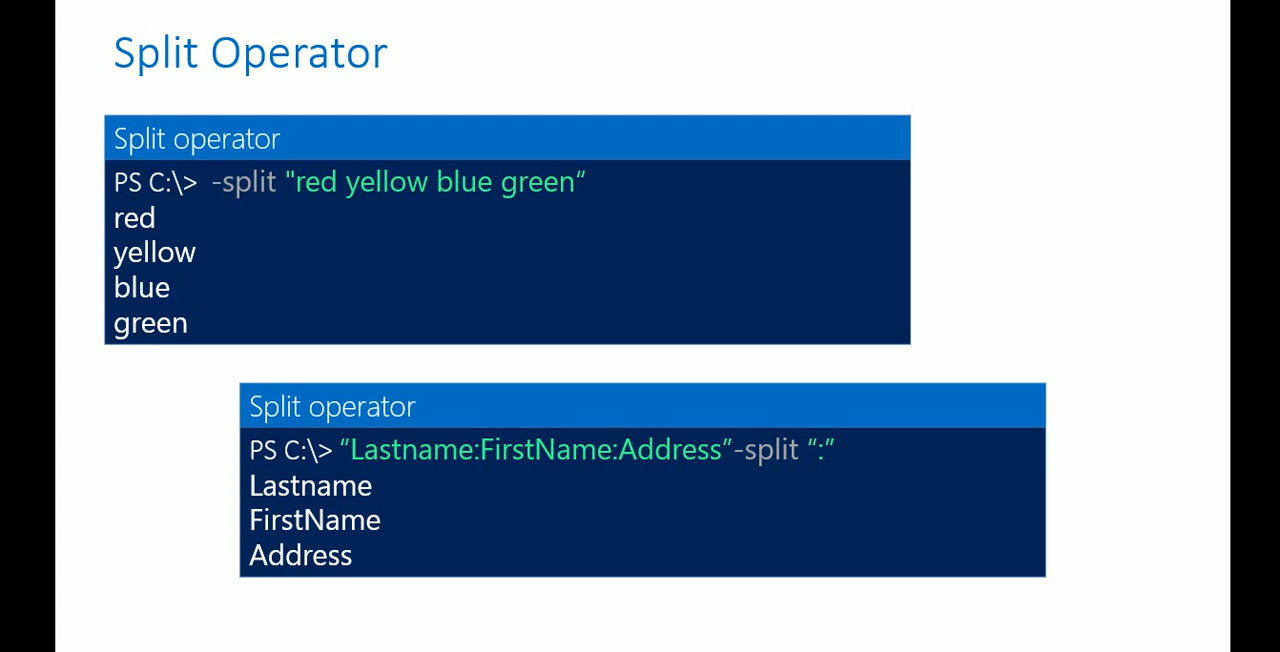 Split Operator
Split operator
PS C:\> -split "red yellow blue green“
red
yellow
blue
green
Split operator
PS C:\> “Lastname:FirstName:Address”-split “:”
Lastname
FirstName
Address